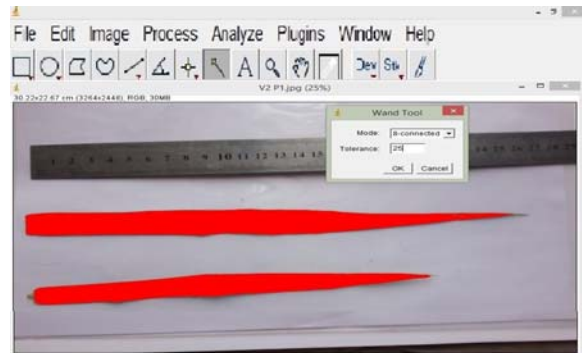 File Edit Image Process Analyze Plugins Window Help
A Dev Stk
V2 P1.jpg (25%)
30.22x22.67 cm (3264x2448); RGB; 30MB
Wand Tool
Mode: 8-connected
Tolerance: 25
OK Cancel
1 2 3 4 5 6 7 8 9 10 11 12 13 14 15